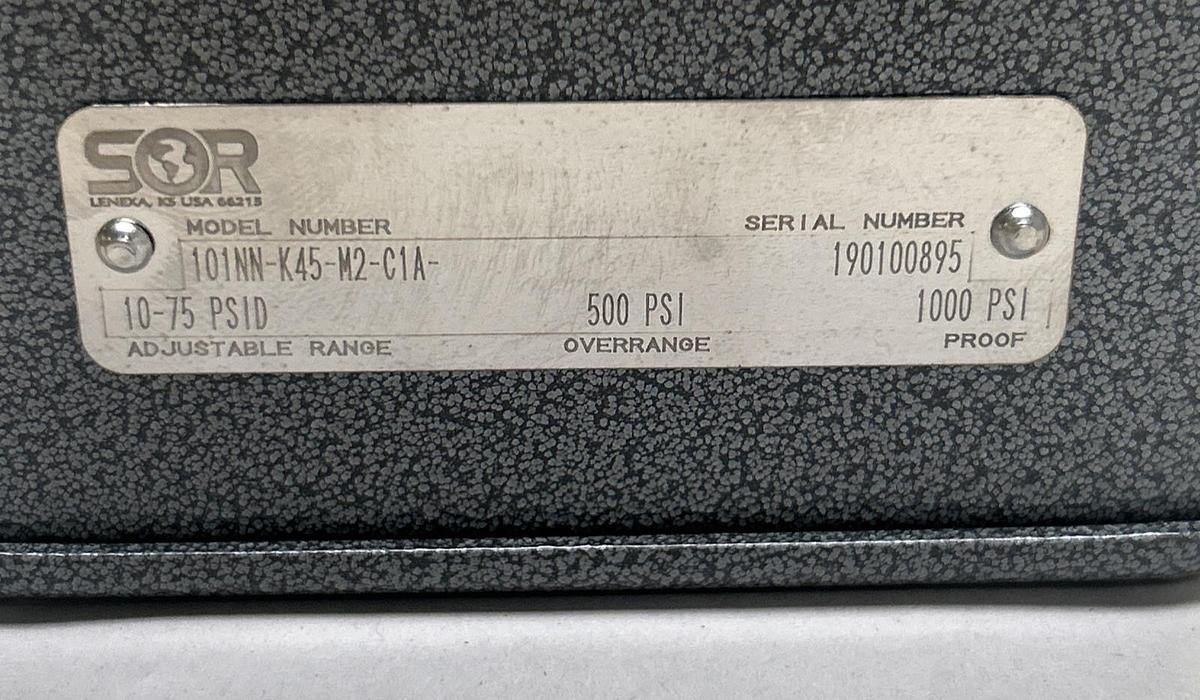 SOR
LENEXA, KS USA 66215
MODEL NUMBER SERIAL NUMBER
101NN-K45-M2-C1A- 190100895
10-75 PSID 500 PSI 1000 PSI
ADJUSTABLE RANGE OVERRANGE PROOF